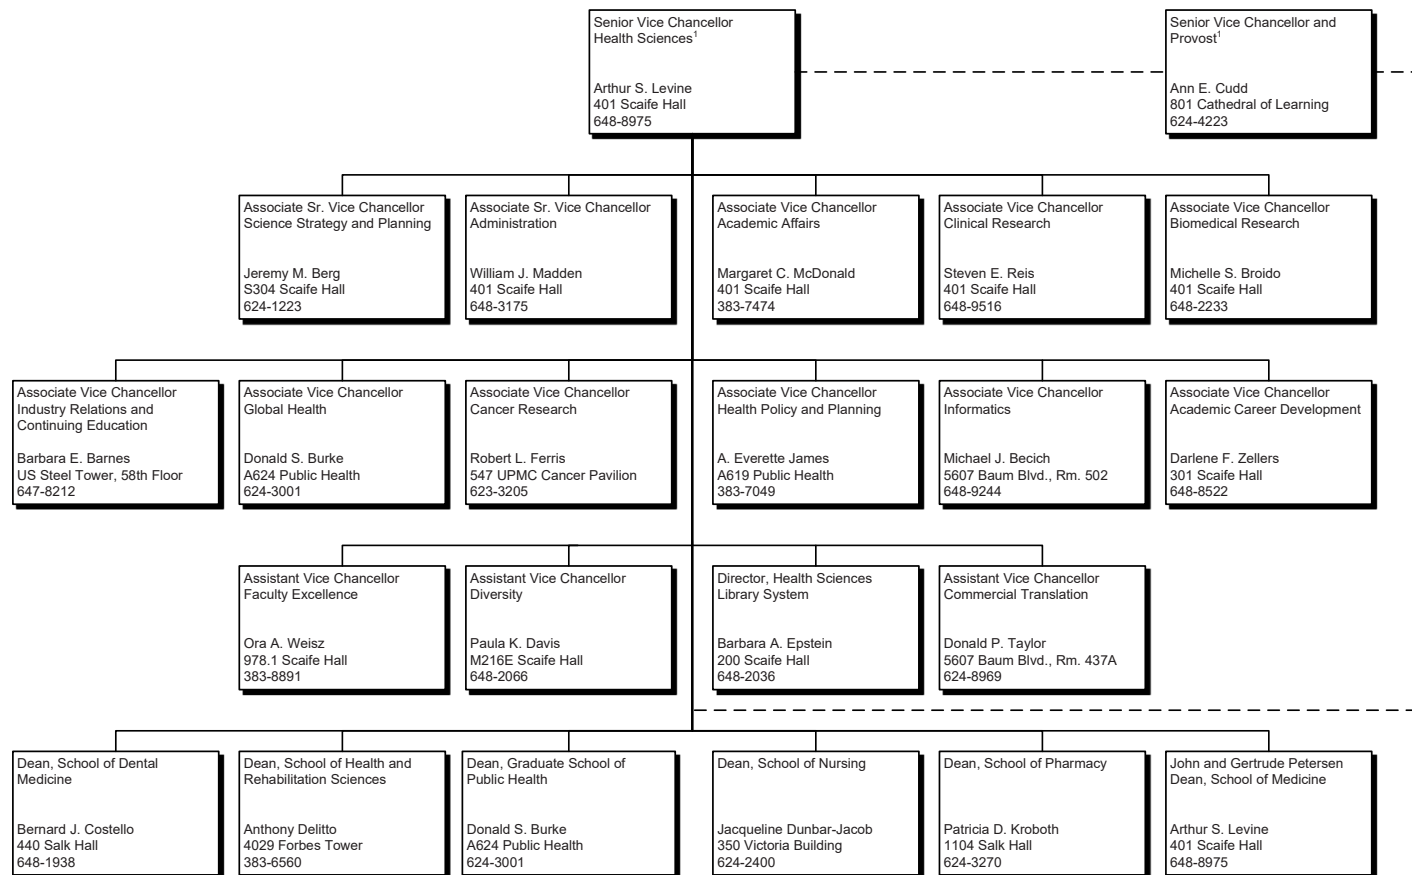 Senior Vice Chancellor
Health Sciences1
Arthur S. Levine
401 Scaife Hall
648-8975
Senior Vice Chancellor and
Provost1
Ann E. Cudd
801 Cathedral of Learning
624-4223
Associate Sr. Vice Chancellor
Science Strategy and Planning
Jeremy M. Berg
S304 Scaife Hall
624-1223
Associate Sr. Vice Chancellor
Administration
William J. Madden
401 Scaife Hall
648-3175
Associate Vice Chancellor
Academic Affairs
Margaret C. McDonald
401 Scaife Hall
383-7474
Associate Vice Chancellor
Clinical Research
Steven E. Reis
401 Scaife Hall
648-9516
Associate Vice Chancellor
Biomedical Research
Michelle S. Broido
401 Scaife Hall
648-2233
Associate Vice Chancellor
Industry Relations and
Continuing Education
Barbara E. Barnes
US Steel Tower, 58th Floor
647-8212
Associate Vice Chancellor
Global Health
Donald S. Burke
A624 Public Health
624-3001
Associate Vice Chancellor
Cancer Research
Robert L. Ferris
547 UPMC Cancer Pavilion
623-3205
Associate Vice Chancellor
Health Policy and Planning
A. Everette James
A619 Public Health
383-7049
Associate Vice Chancellor
Informatics
Michael J. Becich
5607 Baum Blvd., Rm. 502
648-9244
Associate Vice Chancellor
Academic Career Development
Darlene F. Zellers
301 Scaife Hall
648-8522
Assistant Vice Chancellor
Faculty Excellence
Ora A. Weisz
978.1 Scaife Hall
383-8891
Assistant Vice Chancellor
Diversity
Paula K. Davis
M216E Scaife Hall
648-2066
Director, Health Sciences
Library System
Barbara A. Epstein
200 Scaife Hall
648-2036
Assistant Vice Chancellor
Commercial Translation
Donald P. Taylor
5607 Baum Blvd., Rm. 437A
624-8969
Dean, School of Dental
Medicine
Bernard J. Costello
440 Salk Hall
648-1938
Dean, School of Health and
Rehabilitation Sciences
Anthony Delitto
4029 Forbes Tower
383-6560
Dean, Graduate School of
Public Health
Donald S. Burke
A624 Public Health
624-3001
Dean, School of Nursing
Jacqueline Dunbar-Jacob
350 Victoria Building
624-2400
Dean, School of Pharmacy
Patricia D. Kroboth
1104 Salk Hall
624-3270
John and Gertrude Petersen
Dean, School of Medicine
Arthur S. Levine
401 Scaife Hall
648-8975